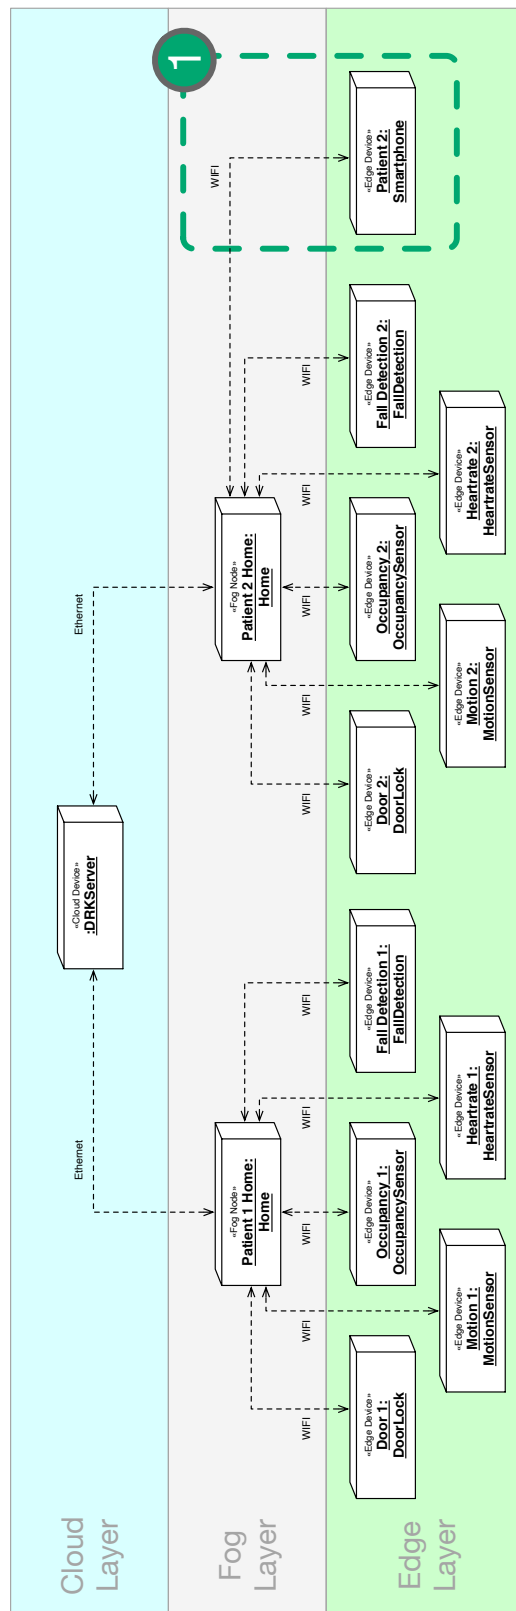 Cloud
Layer
Fog
Layer
Edge
Layer
«Cloud Device»
:DRKServer
Ethernet
Ethernet
«Fog Node»
Patient 1 Home:
Home
«Fog Node»
Patient 2 Home:
Home
WIFI
WIFI
WIFI
WIFI
WIFI
WIFI
WIFI
WIFI
WIFI
WIFI
WIFI
«Edge Device»
Door 1:
DoorLock
«Edge Device»
Motion 1:
MotionSensor
«Edge Device»
Occupancy 1:
OccupancySensor
«Edge Device»
Heartrate 1:
HeartrateSensor
«Edge Device»
Fall Detection 1:
FallDetection
«Edge Device»
Door 2:
DoorLock
«Edge Device»
Motion 2:
MotionSensor
«Edge Device»
Occupancy 2:
OccupancySensor
«Edge Device»
Heartrate 2:
HeartrateSensor
«Edge Device»
Fall Detection 2:
FallDetection
«Edge Device»
Patient 2:
Smartphone
1